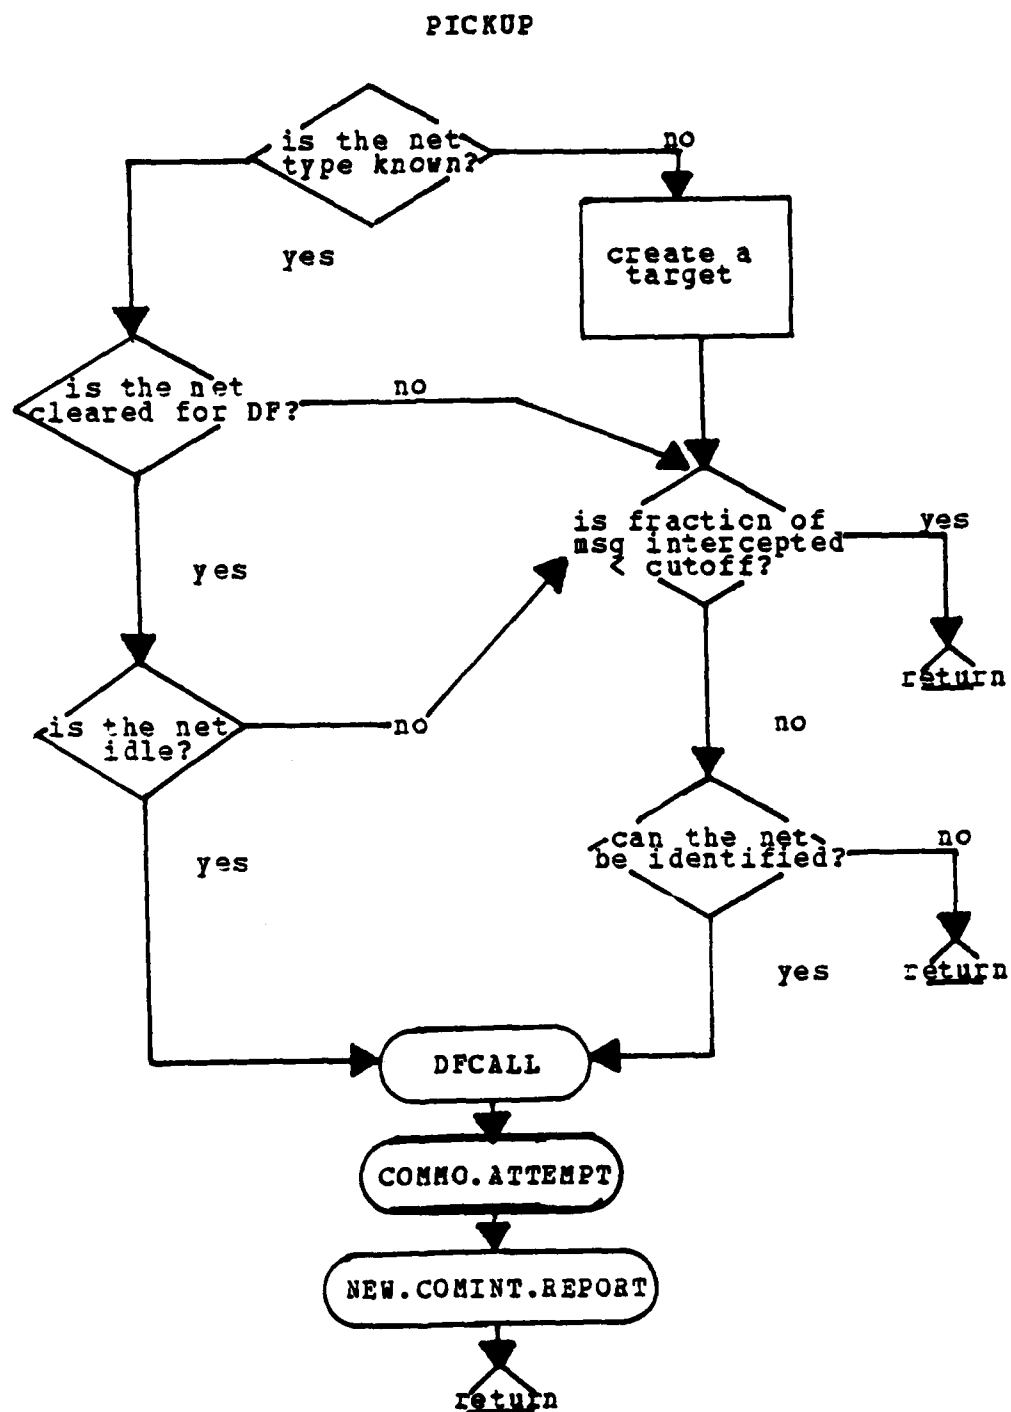 PICKUP
is the net
type known?
no
yes
create a
target
is the net
cleared for DF?
no
is fraction of
msg intercepted
< cutoff?
yes
yes
return
is the net
idle?
no
no
yes
can the net
be identified?
no
yes
return
DFCALL
COMMO.ATTEMPT
NEW.COMINT.REPORT
return